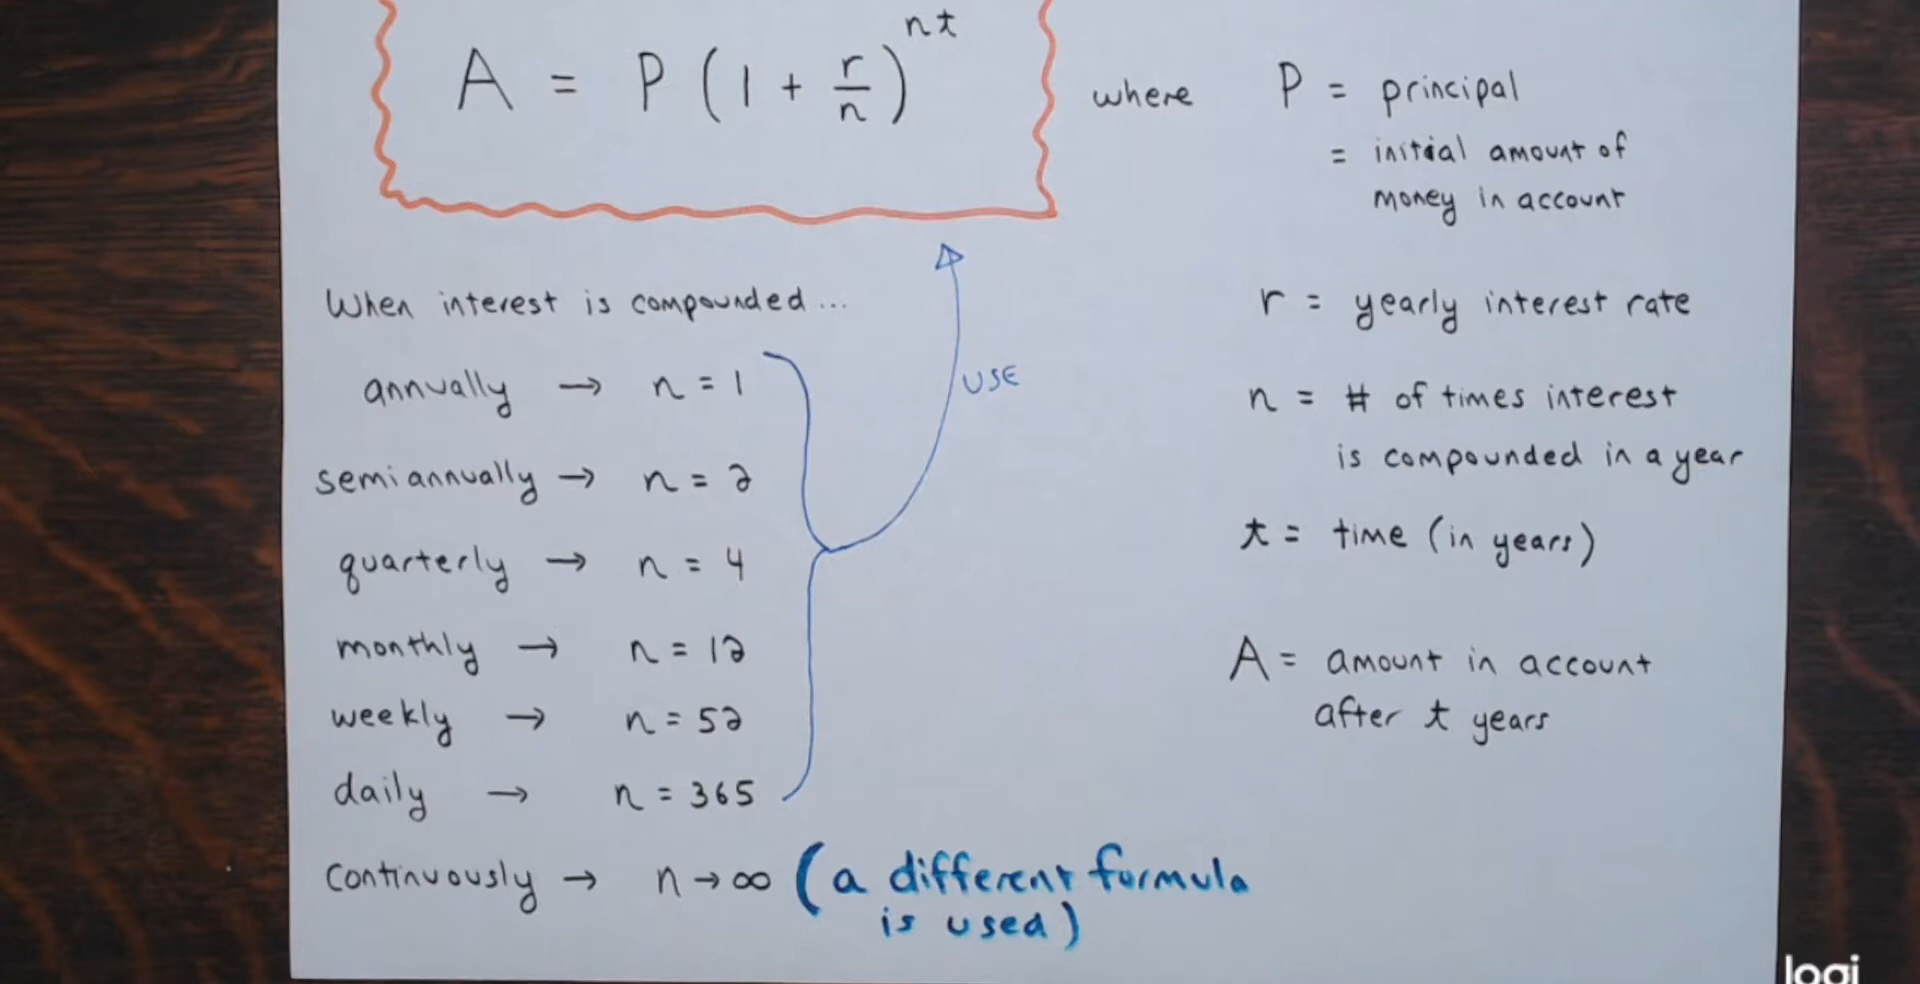 A = P (1 + r/n)^nt
where P = principal
= initial amount of
money in account
When interest is compounded...
annually → n = 1
semiannually → n = 2
quarterly → n = 4
monthly → n = 12
weekly → n = 52
daily → n = 365
continuously → n → ∞ (a different formula
is used)
USE
r = yearly interest rate
n = # of times interest
is compounded in a year
t = time (in years)
A = amount in account
after t years
logi